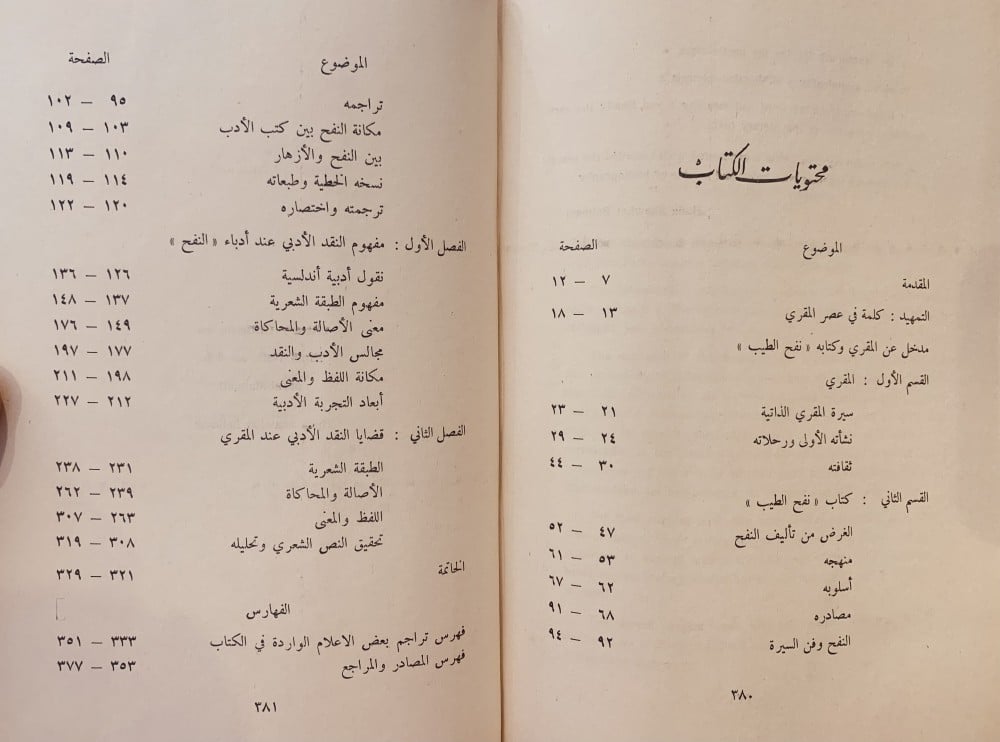 محتويات الكتاب
الموضوع الصفحة
المقدمة ٧ – ١٢
التمهيد : كلمة في عصر المقري ١٣ – ١٨
مدخل عن المقري وكتابه « نفح الطيب »
القسم الأول : المقري
سيرة المقري الذاتية ٢١ – ٢٣
نشأته الأولى ورحلاته ٢٤ – ٢٩
ثقافته ٣٠ – ٤٤
القسم الثاني : كتاب « نفح الطيب »
الغرض من تأليف النفح ٤٧ – ٥٢
منهجه ٥٣ – ٦١
أسلوبه ٦٢ – ٦٧
مصادره ٦٨ – ٩١
النفح وفن السيرة ٩٢ – ٩٤
٣٨٠
الموضوع الصفحة
تراجمه ٩٥ – ١٠٢
مكانة النفح بين كتب الأدب ١٠٣ – ١٠٩
بين النفح والأزهار ١١٠ – ١١٣
نسخه الخطية وطبعاته ١١٤ – ١١٩
ترجمته واختصاره ١٢٠ – ١٢٢
الفصل الأول : مفهوم النقد الأدبي عند أدباء « النفح »
نقول أدبية أندلسية ١٢٦ – ١٣٦
مفهوم الطبقة الشعرية ١٣٧ – ١٤٨
معنى الأصالة والمحاكاة ١٤٩ – ١٧٦
مجالس الأدب والنقد ١٧٧ – ١٩٧
مكانة اللفظ والمعنى ١٩٨ – ٢١١
أبعاد التجربة الأدبية ٢١٢ – ٢٢٧
الفصل الثاني : قضايا النقد الأدبي عند المقري
الطبقة الشعرية ٢٣١ – ٢٣٨
الأصالة والمحاكاة ٢٣٩ – ٢٦٢
اللفظ والمعنى ٢٦٣ – ٣٠٧
تحقيق النص الشعري وتحليله ٣٠٨ – ٣١٩
الخاتمة ٣٢١ – ٣٢٩
الفهارس
فهرس تراجم بعض الاعلام الواردة في الكتاب ٣٣٣ – ٣٥١
فهرس المصادر والمراجع ٣٥٣ – ٣٧٧
٣٨١